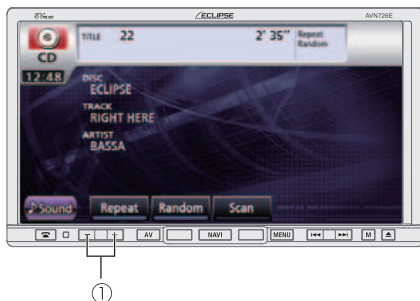 ECLIPSE AVN726E
CD
TITLE 22 2' 35" Repeat
Random
12:48
DISC
ECLIPSE
TRACK
RIGHT HERE
ARTIST
BASSA
Sound Repeat Random Scan
− + AV NAVI MENU M
①